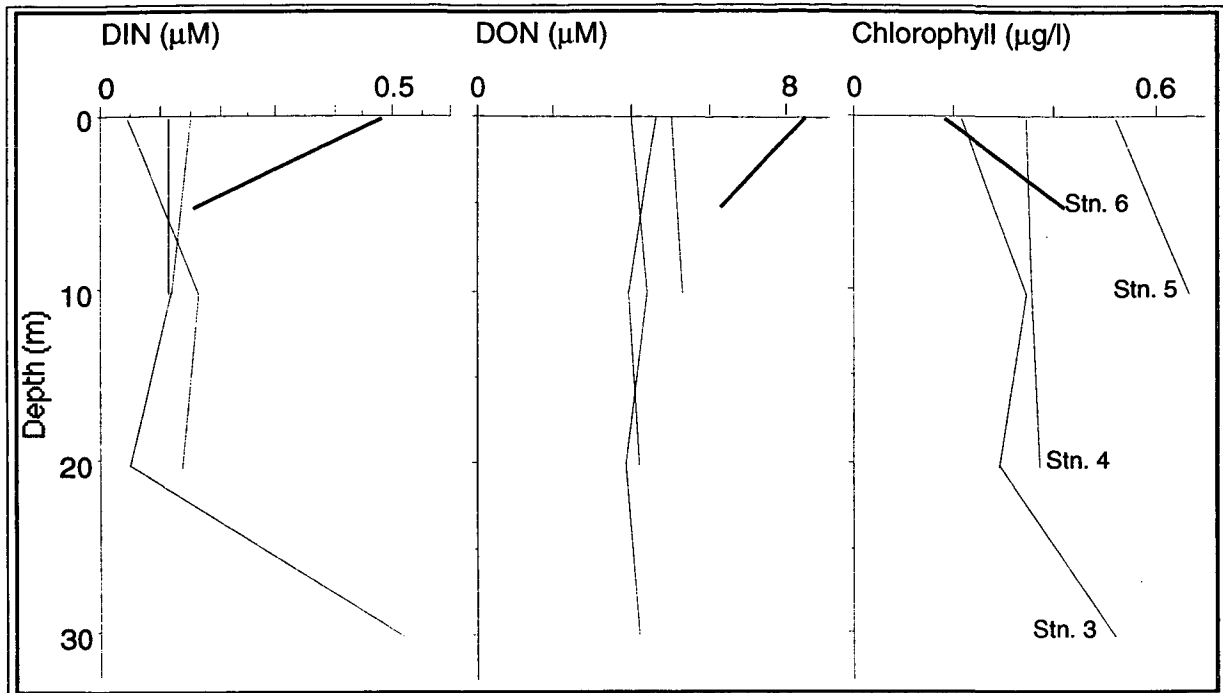 DIN (µM) DON (µM) Chlorophyll (µg/l)
0 0.5 0 8 0 0.6
0
Stn. 6
10 Stn. 5
Depth (m)
20 Stn. 4
30 Stn. 3